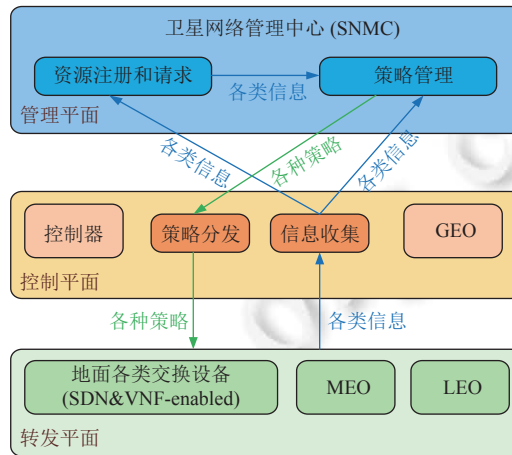 卫星网络管理中心 (SNMC)
资源注册和请求
各类信息
策略管理
管理平面
各类信息
各种策略
各类信息
控制器
策略分发
信息收集
GEO
控制平面
各种策略
各类信息
地面各类交换设备
(SDN&VNF-enabled)
MEO
LEO
转发平面